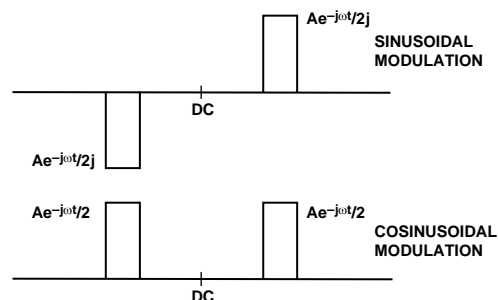 Ae–jωt/2j
SINUSOIDAL
MODULATION
DC
Ae–jωt/2j
Ae–jωt/2
Ae–jωt/2
COSINUSOIDAL
MODULATION
DC